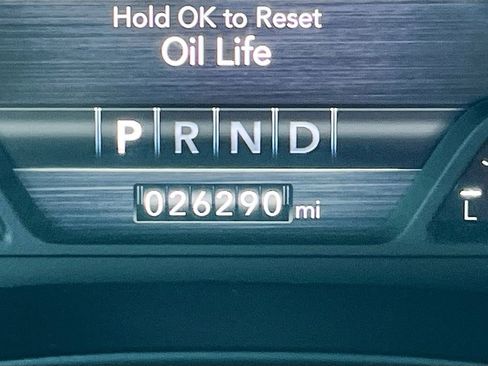 Hold OK to Reset
Oil Life
P R N D
026290 mi
L